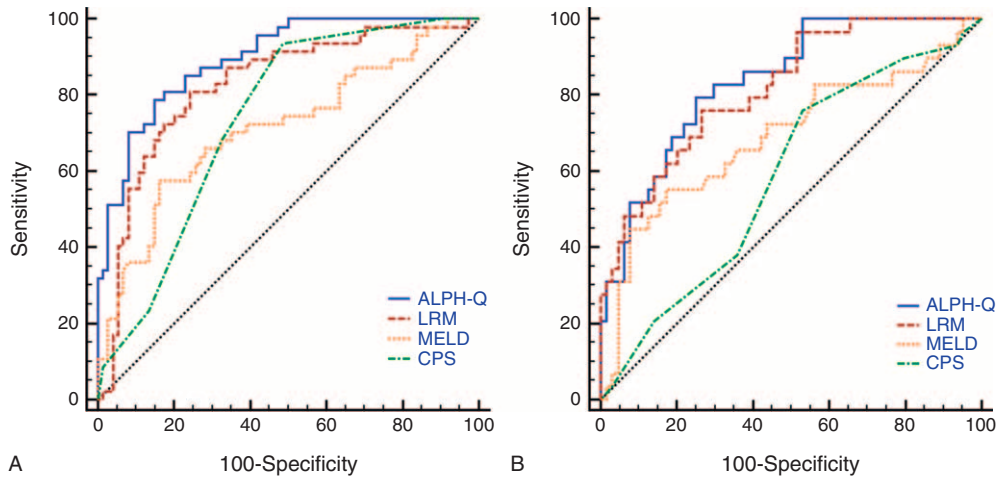 100
80
60
40
20
0
Sensitivity
ALPH-Q
LRM
MELD
CPS
0 20 40 60 80 100
A 100-Specificity
100
80
60
40
20
0
Sensitivity
ALPH-Q
LRM
MELD
CPS
0 20 40 60 80 100
B 100-Specificity